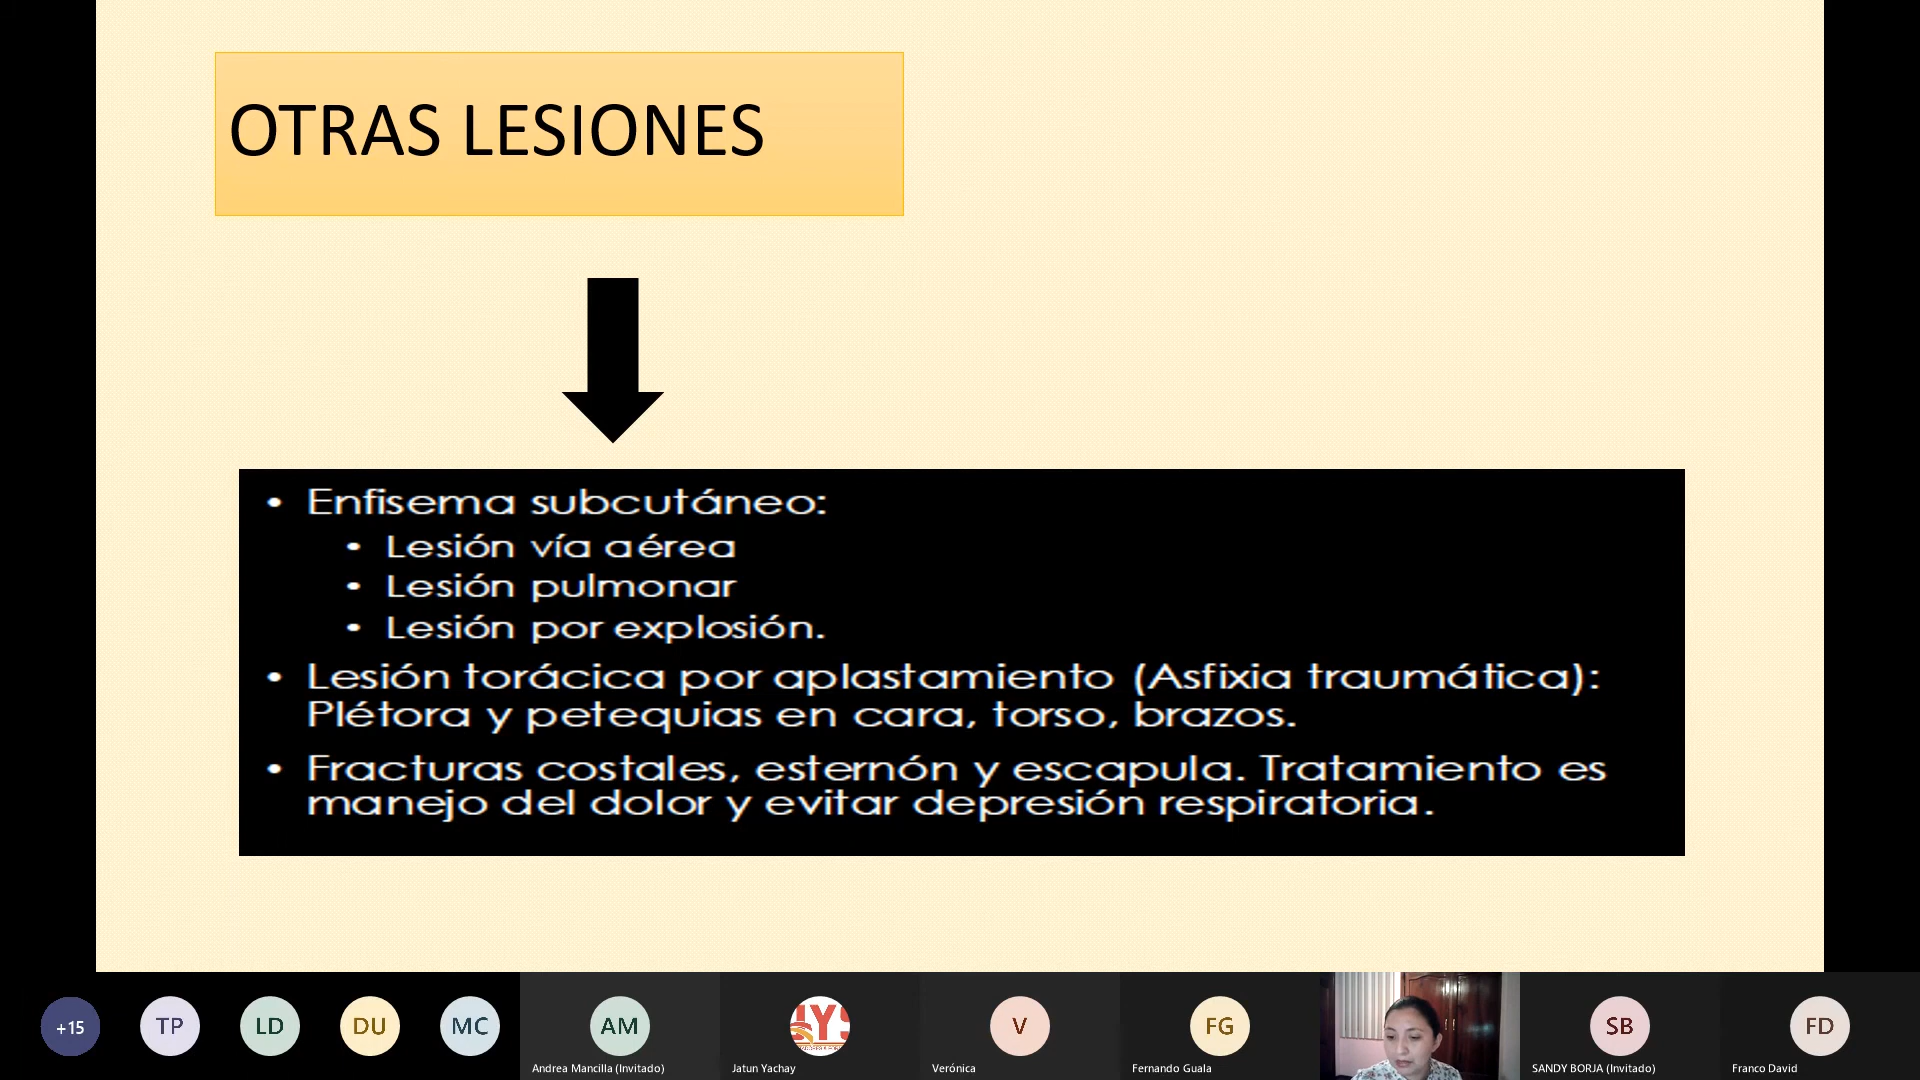 OTRAS LESIONES
• Enfisema subcutáneo:
• Lesión vía aérea
• Lesión pulmonar
• Lesión por explosión.
• Lesión torácica por aplastamiento (Asfixia traumática):
Plétora y petequias en cara, torso, brazos.
• Fracturas costales, esternón y escapula. Tratamiento es
manejo del dolor y evitar depresión respiratoria.
+15
TP
LD
DU
MC
AM
V
FG
SB
FD
Andrea Mancilla (Invitado)
Jatun Yachay
Verónica
Fernando Guala
SANDY BORJA (Invitado)
Franco David